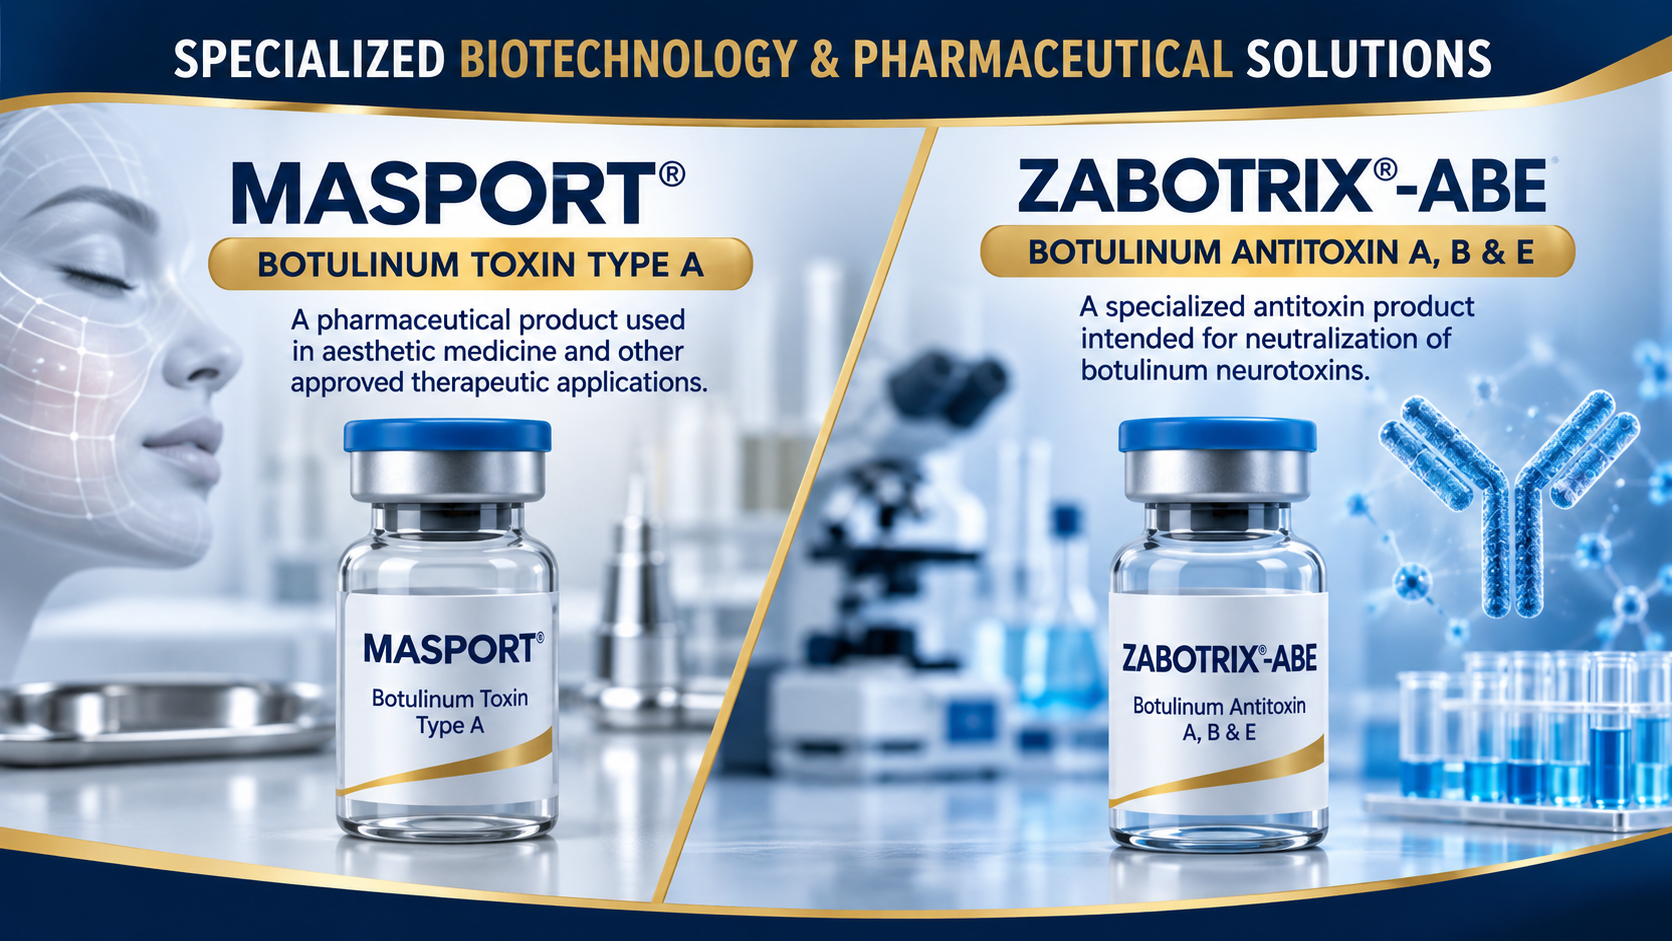 SPECIALIZED BIOTECHNOLOGY & PHARMACEUTICAL SOLUTIONS
MASPORT®
BOTULINUM TOXIN TYPE A
A pharmaceutical product used
in aesthetic medicine and other
approved therapeutic applications.
MASPORT®
Botulinum Toxin
Type A
ZABOTRIX®-ABE
BOTULINUM ANTITOXIN A, B & E
A specialized antitoxin product
intended for neutralization of
botulinum neurotoxins.
ZABOTRIX®-ABE
Botulinum Antitoxin
A, B & E